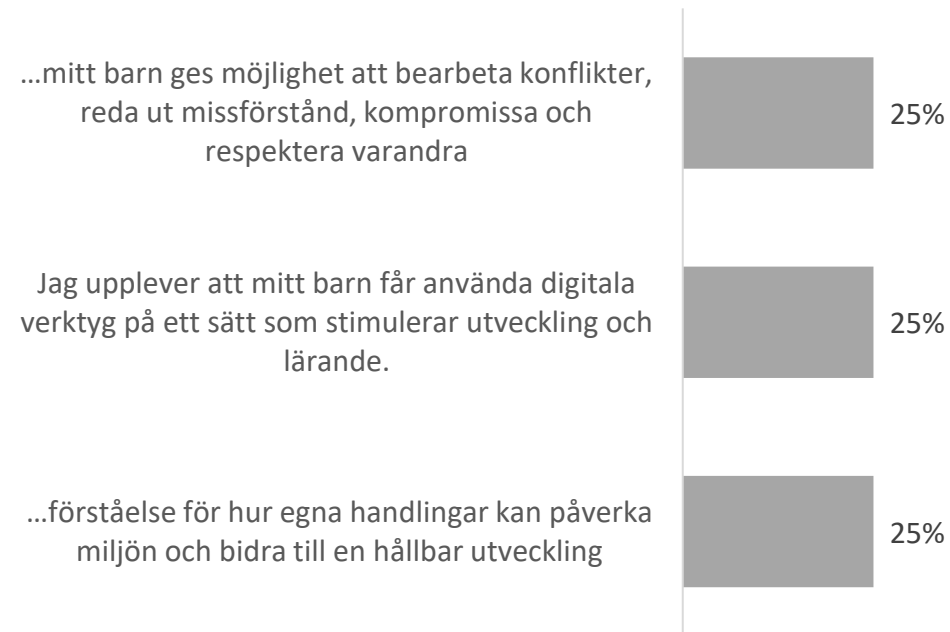 …mitt barn ges möjlighet att bearbeta konflikter,
reda ut missförstånd, kompromissa och
respektera varandra
25%
Jag upplever att mitt barn får använda digitala
verktyg på ett sätt som stimulerar utveckling och
lärande.
25%
…förståelse för hur egna handlingar kan påverka
miljön och bidra till en hållbar utveckling
25%